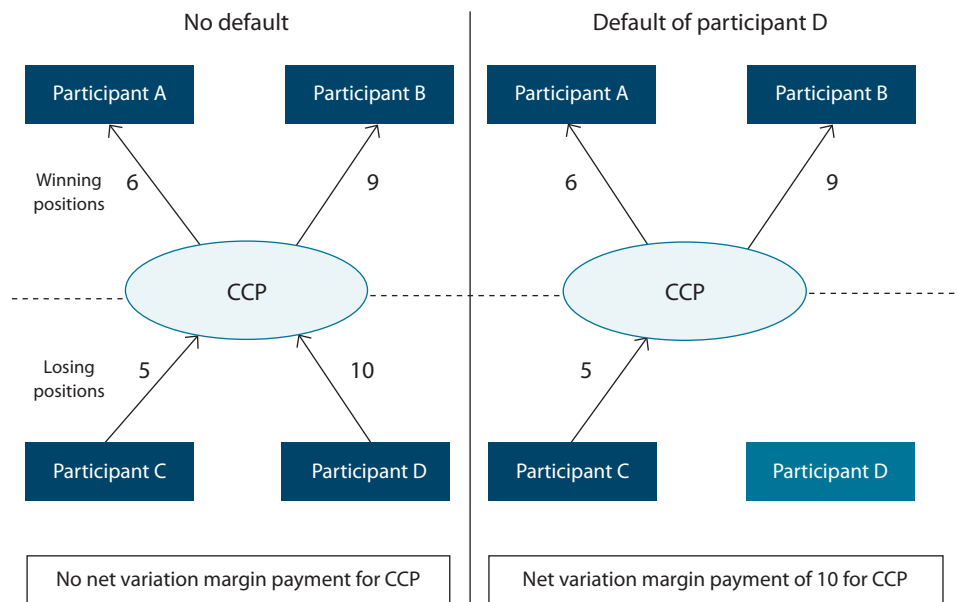 No default
Participant A
Participant B
Winning
positions
6
9
CCP
Losing
positions
5
10
Participant C
Participant D
No net variation margin payment for CCP
Default of participant D
Participant A
Participant B
6
9
CCP
5
Participant C
Participant D
Net variation margin payment of 10 for CCP